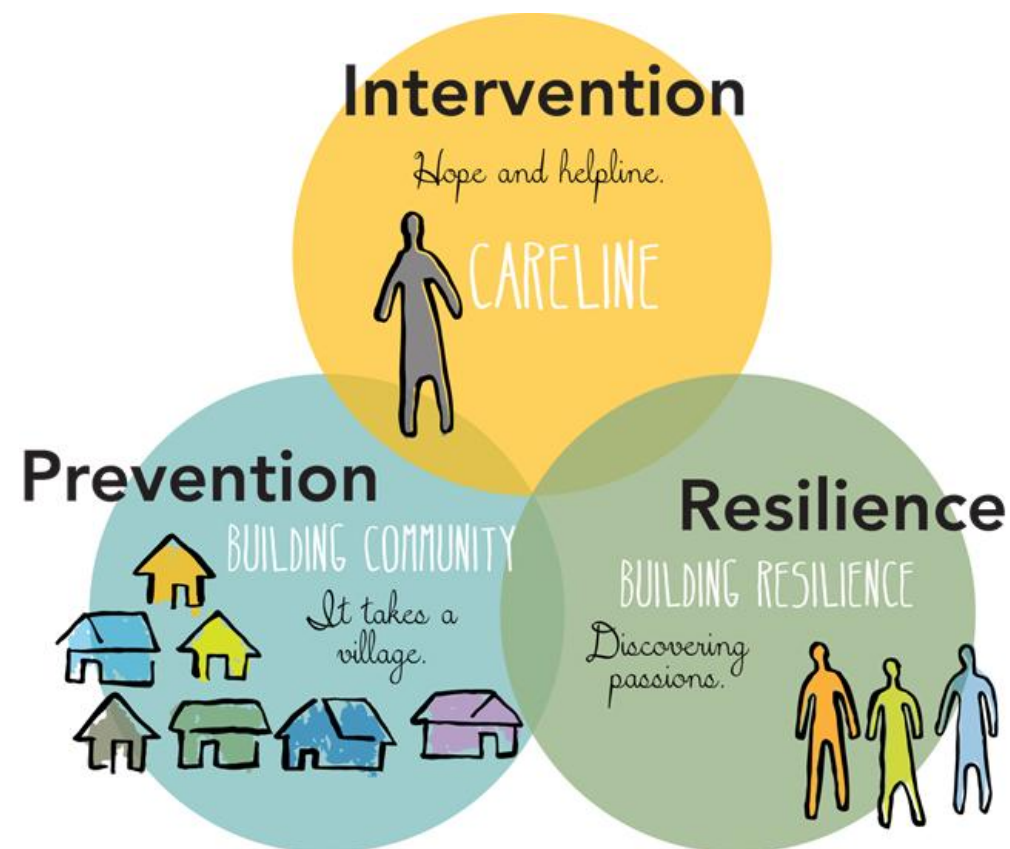 Intervention
Hope and helpline.
CARELINE
Prevention
BUILDING COMMUNITY
It takes a
village.
Resilience
BUILDING RESILIENCE
Discovering
passions.